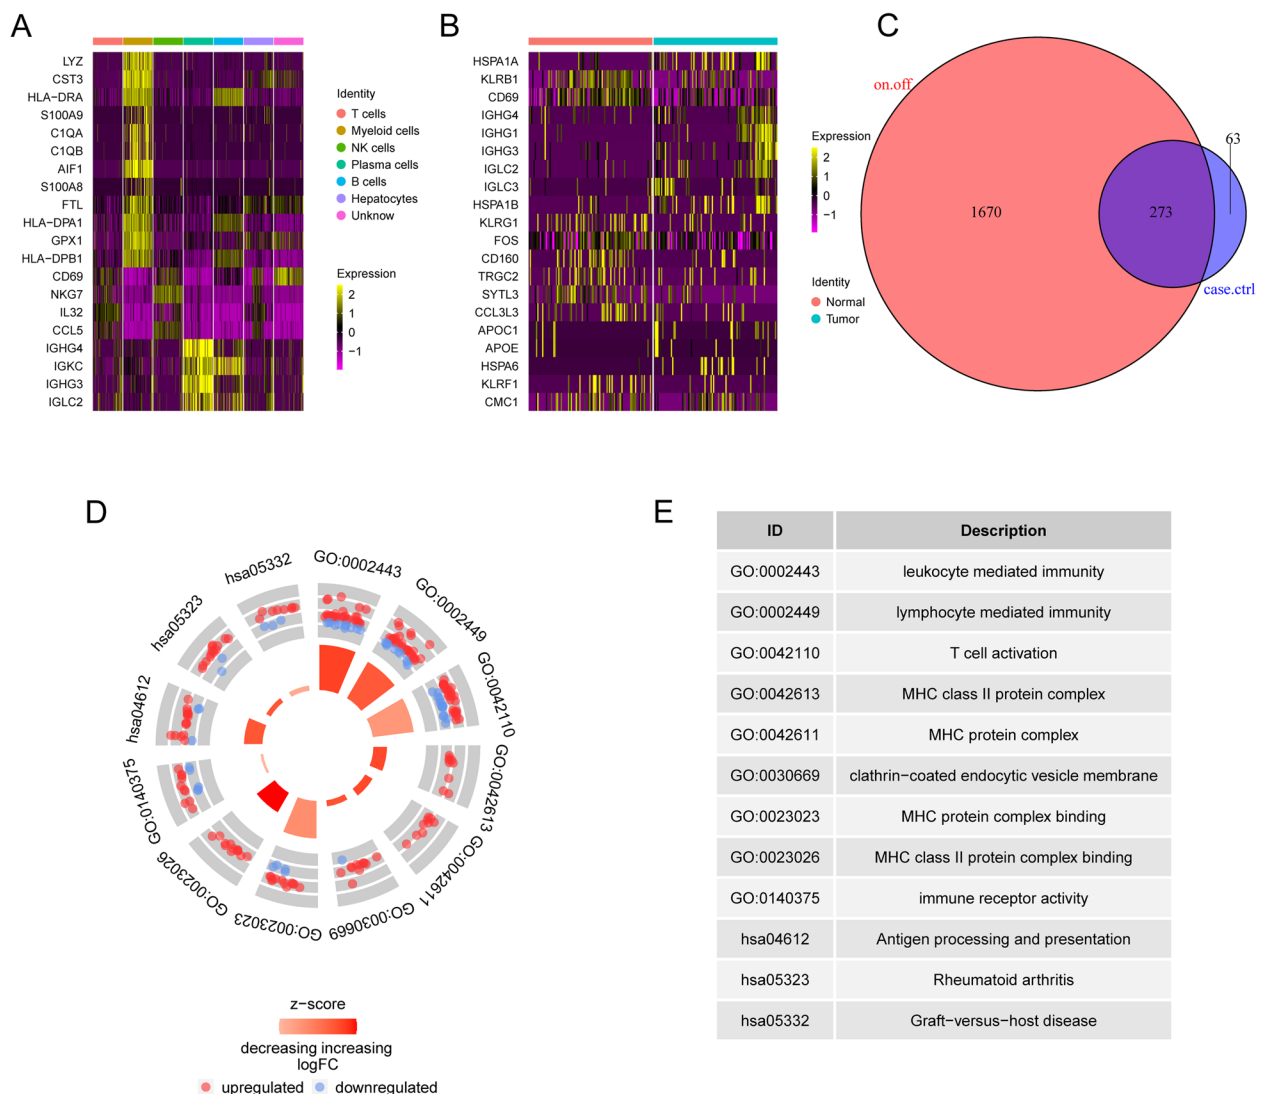 A
LYZ
CST3
HLA−DRA
S100A9
C1QA
C1QB
AIF1
S100A8
FTL
HLA−DPA1
GPX1
HLA−DPB1
CD69
NKG7
IL32
CCL5
IGHG4
IGKC
IGHG3
IGLC2
Identity
T cells
Myeloid cells
NK cells
Plasma cells
B cells
Hepatocytes
Unknow
Expression
2
1
0
−1
B
HSPA1A
KLRB1
CD69
IGHG4
IGHG1
IGHG3
IGLC2
IGLC3
HSPA1B
KLRG1
FOS
CD160
TRGC2
SYTL3
CCL3L3
APOC1
APOE
HSPA6
KLRF1
CMC1
Expression
2
1
0
−1
Identity
Normal
Tumor
C
on.off
1670
273
63
case.ctrl
D
GO:0002443
GO:0002449
GO:0042110
GO:0042613
GO:0042611
GO:0030669
GO:0023023
GO:0023026
GO:0140375
hsa04612
hsa05323
hsa05332
z−score
decreasing increasing
logFC
upregulated downregulated
E
ID Description
GO:0002443 leukocyte mediated immunity
GO:0002449 lymphocyte mediated immunity
GO:0042110 T cell activation
GO:0042613 MHC class II protein complex
GO:0042611 MHC protein complex
GO:0030669 clathrin−coated endocytic vesicle membrane
GO:0023023 MHC protein complex binding
GO:0023026 MHC class II protein complex binding
GO:0140375 immune receptor activity
hsa04612 Antigen processing and presentation
hsa05323 Rheumatoid arthritis
hsa05332 Graft−versus−host disease